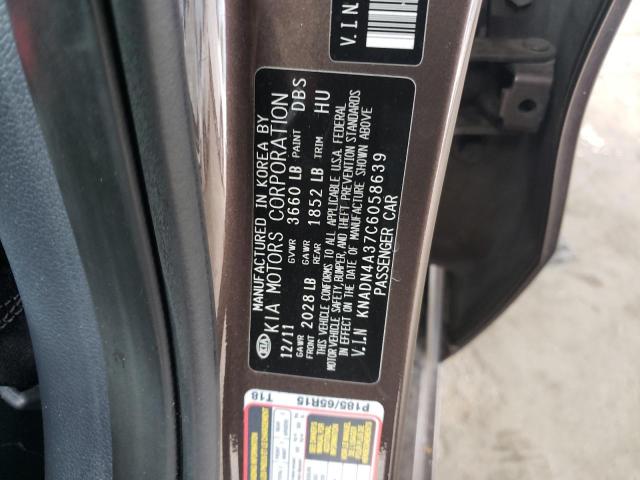 V.I.N
MANUFACTURED IN KOREA BY
KIA KIA MOTORS CORPORATION
12/11 GVWR 3660 LB PAINT DBS
GAWR FRONT 2028 LB GAWR REAR 1852 LB TRIM HU
THIS VEHICLE CONFORMS TO ALL APPLICABLE U.S.A. FEDERAL
MOTOR VEHICLE SAFETY, BUMPER, AND THEFT PREVENTION STANDARDS
IN EFFECT ON THE DATE OF MANUFACTURE SHOWN ABOVE
V.I.N KNADN4A37C6058639
PASSENGER CAR
P185/65R15
T18